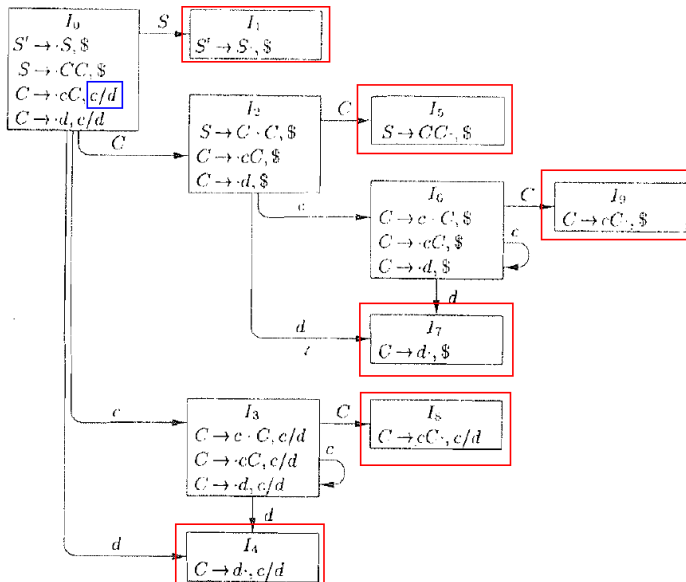 I₀
S' → ·S, $
S → ·CC, $
C → ·cC, c/d
C → ·d, c/d
S
I₁
S' → S·, $
C
I₂
S → C · C, $
C → ·cC, $
C → ·d, $
C
I₅
S → CC·, $
c
I₆
C → c · C, $
C → ·cC, $
C → ·d, $
C
I₉
C → cC·, $
c
d
d
I₇
C → d·, $
c
I₃
C → c · C, c/d
C → ·cC, c/d
C → ·d, c/d
C
I₈
C → cC·, c/d
c
d
d
I₄
C → d·, c/d